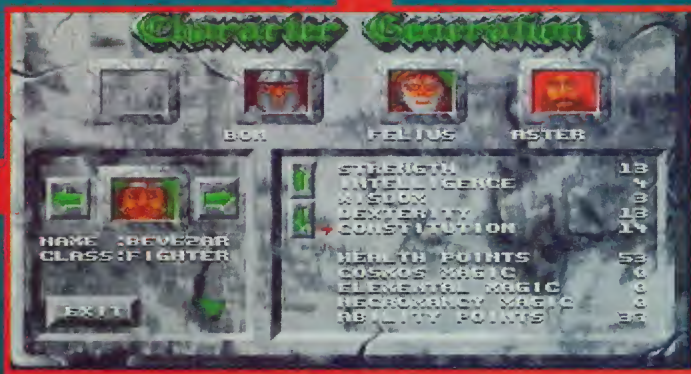 Character Generation
BOM FELIUS ASTER
NAME :BEVEZAR
CLASS:FIGHTER
EXIT
STRENGTH 13
INTELLIGENCE 4
WISDOM 3
DEXTERITY 13
CONSTITUTION 14
HEALTH POINTS 53
COSMOS MAGIC 0
ELEMENTAL MAGIC 0
NECROMANCY MAGIC 0
ABILITY POINTS 33